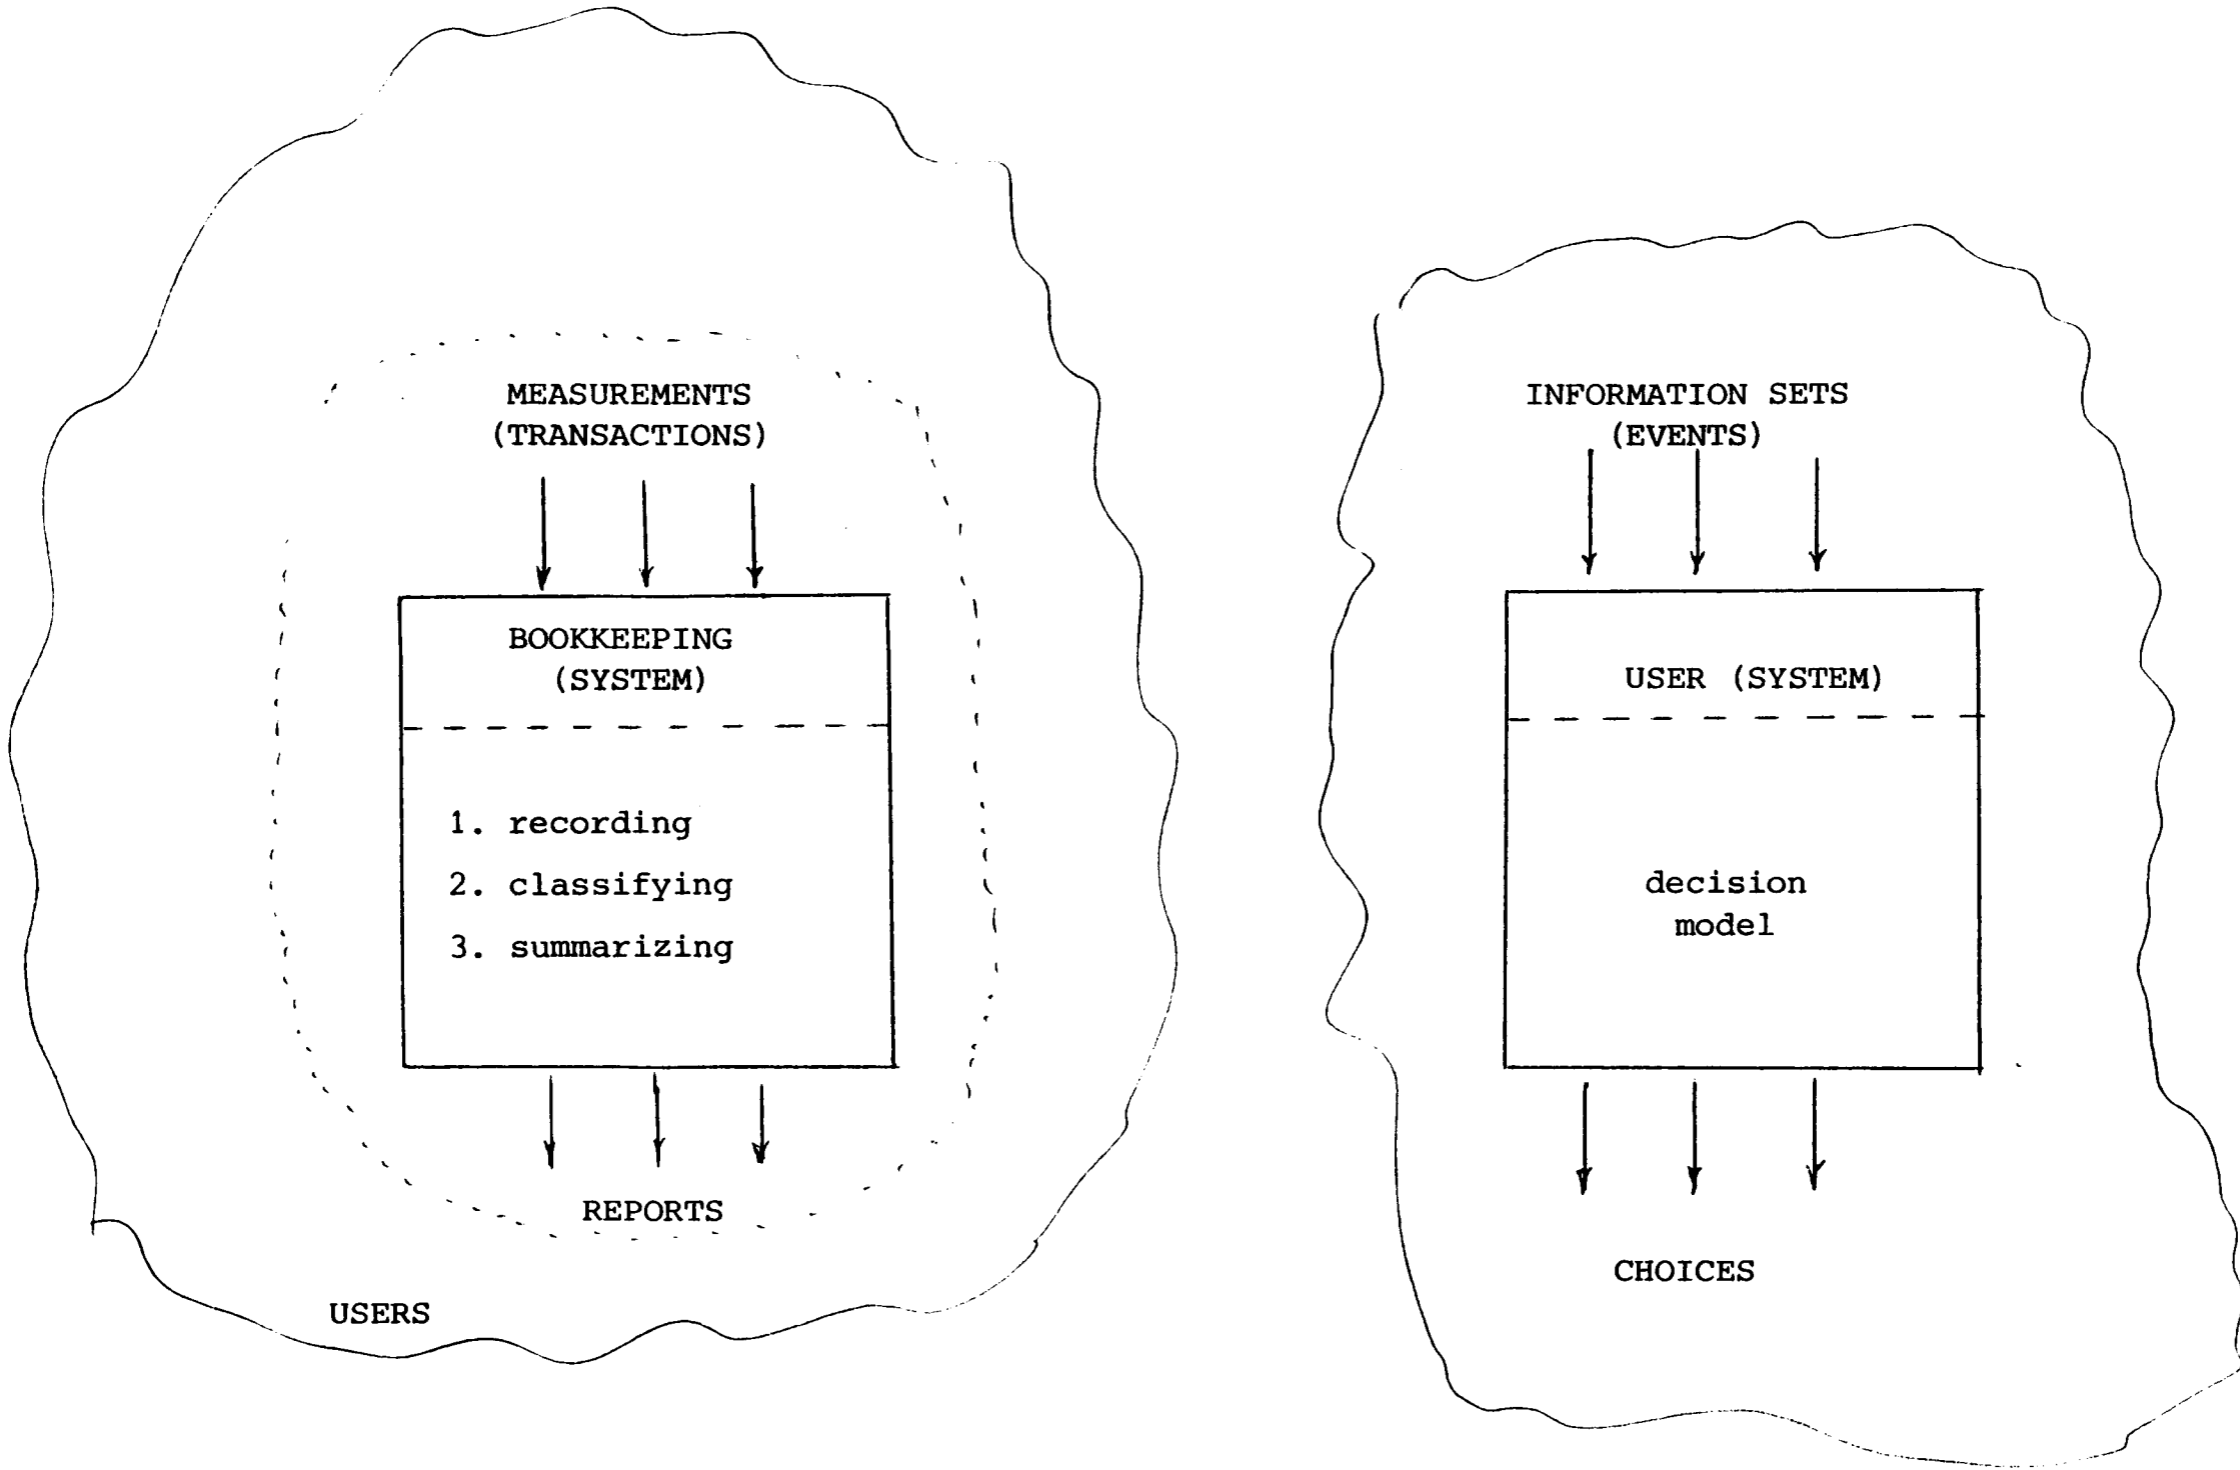 MEASUREMENTS
(TRANSACTIONS)
BOOKKEEPING
(SYSTEM)
1. recording
2. classifying
3. summarizing
REPORTS
USERS
INFORMATION SETS
(EVENTS)
USER (SYSTEM)
decision
model
CHOICES